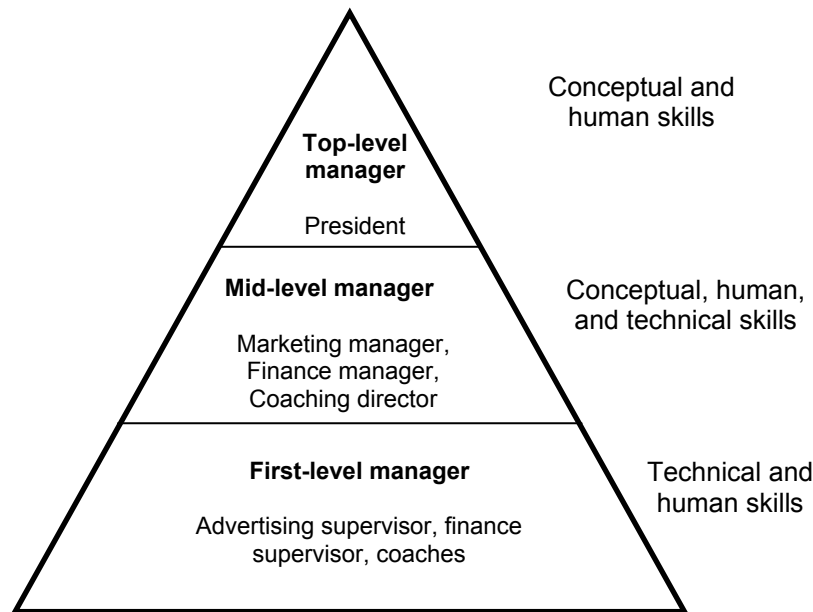 Conceptual and
human skills
Top-level
manager
President
Mid-level manager
Conceptual, human,
and technical skills
Marketing manager,
Finance manager,
Coaching director
First-level manager
Technical and
human skills
Advertising supervisor, finance
supervisor, coaches